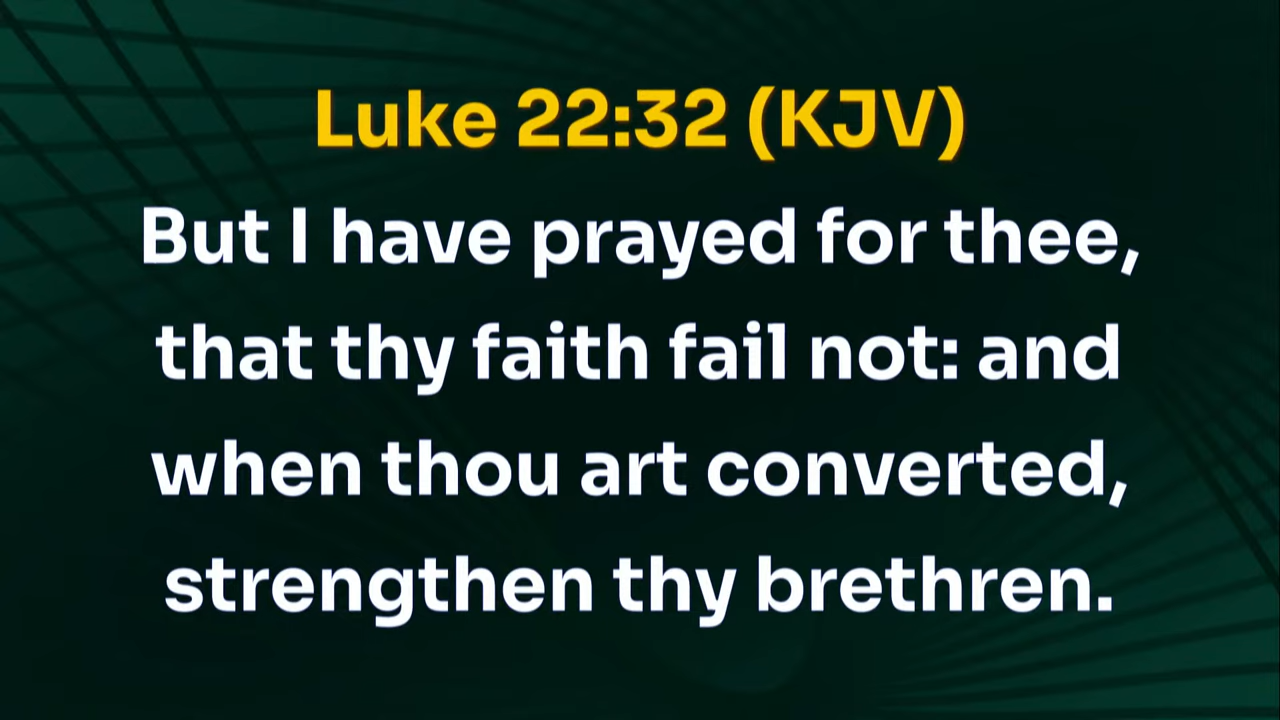 Luke 22:32 (KJV)
But I have prayed for thee,
that thy faith fail not: and
when thou art converted,
strengthen thy brethren.